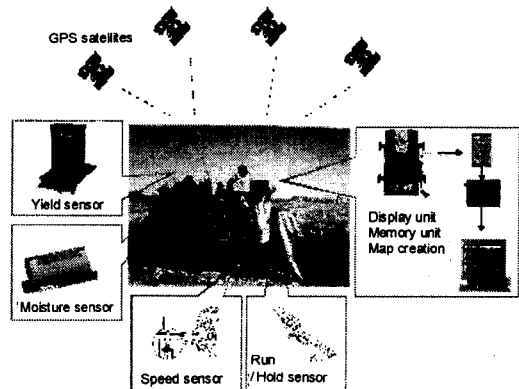 GPS satellites
Yield sensor
Display unit
Memory unit
Map creation
Moisture sensor
Speed sensor
Run
/Hold sensor